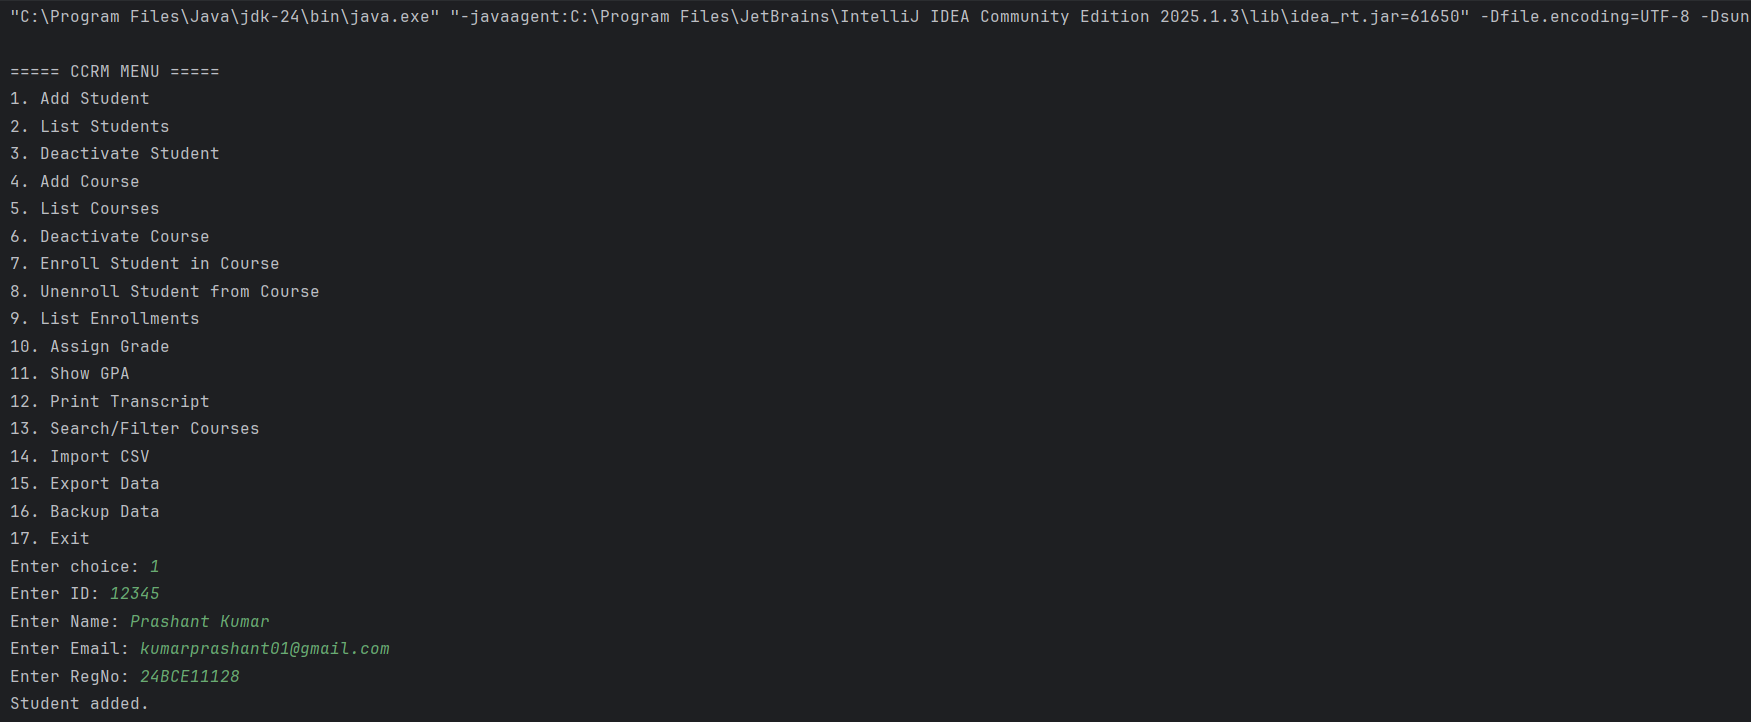 "C:\Program Files\Java\jdk-24\bin\java.exe" "-javaagent:C:\Program Files\JetBrains\IntelliJ IDEA Community Edition 2025.1.3\lib\idea_rt.jar=61650" -Dfile.encoding=UTF-8 -Dsun
===== CCRM MENU =====
1. Add Student
2. List Students
3. Deactivate Student
4. Add Course
5. List Courses
6. Deactivate Course
7. Enroll Student in Course
8. Unenroll Student from Course
9. List Enrollments
10. Assign Grade
11. Show GPA
12. Print Transcript
13. Search/Filter Courses
14. Import CSV
15. Export Data
16. Backup Data
17. Exit
Enter choice: 1
Enter ID: 12345
Enter Name: Prashant Kumar
Enter Email: kumarprashant01@gmail.com
Enter RegNo: 24BCE11128
Student added.